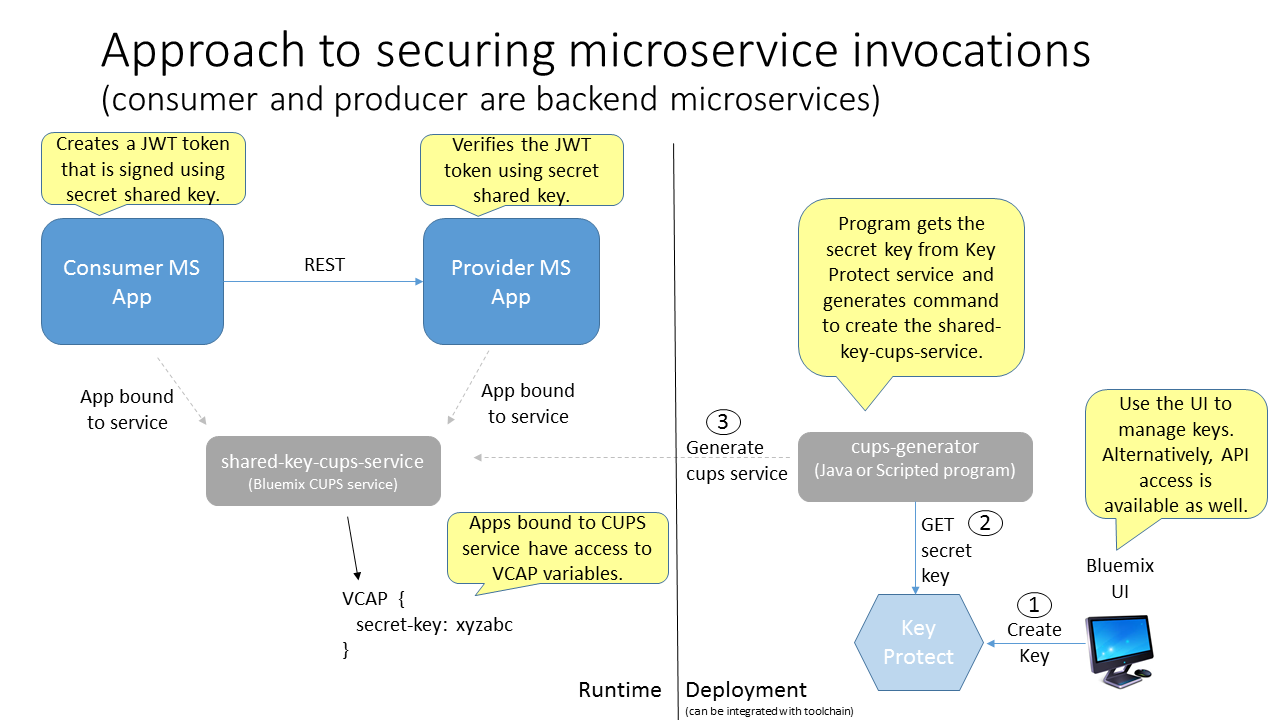 Approach to securing microservice invocations
(consumer and producer are backend microservices)
Creates a JWT token
that is signed using
secret shared key.
Verifies the JWT
token using secret
shared key.
Consumer MS
App
REST
Provider MS
App
App bound
to service
App bound
to service
shared-key-cups-service
(Bluemix CUPS service)
Apps bound to CUPS
service have access to
VCAP variables.
VCAP {
secret-key: xyzabc
}
Runtime
Program gets the
secret key from Key
Protect service and
generates command
to create the shared-
key-cups-service.
3
Generate
cups service
cups-generator
(Java or Scripted program)
Use the UI to
manage keys.
Alternatively, API
access is
available as well.
GET 2
secret
key
Bluemix
UI
Key
Protect
1
Create
Key
Deployment
(can be integrated with toolchain)